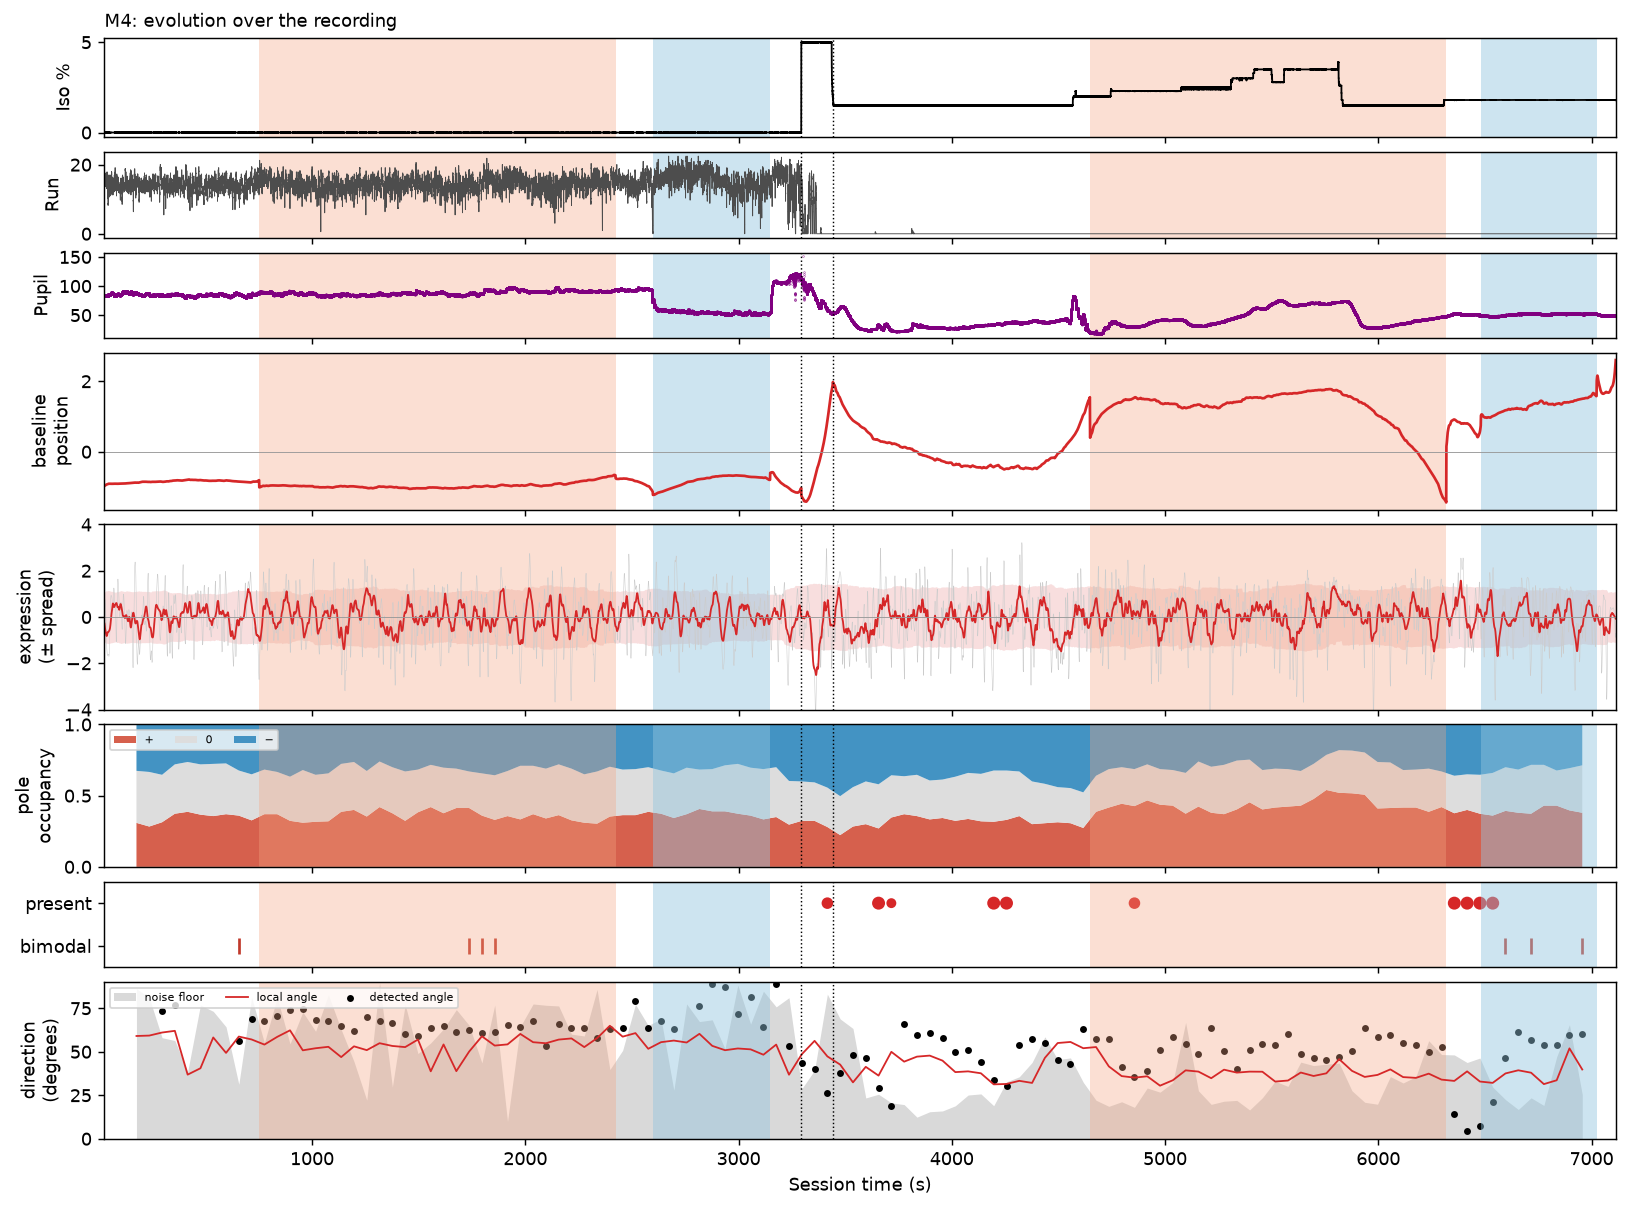 M4: evolution over the recording
Iso %
5
0
Run
20
0
Pupil
150
100
50
baseline
position
2
0
expression
(± spread)
4
2
0
−2
−4
pole
occupancy
1.0
0.5
0.0
+ 0 −
present
bimodal
direction
(degrees)
75
50
25
0
noise floor local angle detected angle
1000 2000 3000 4000 5000 6000 7000
Session time (s)